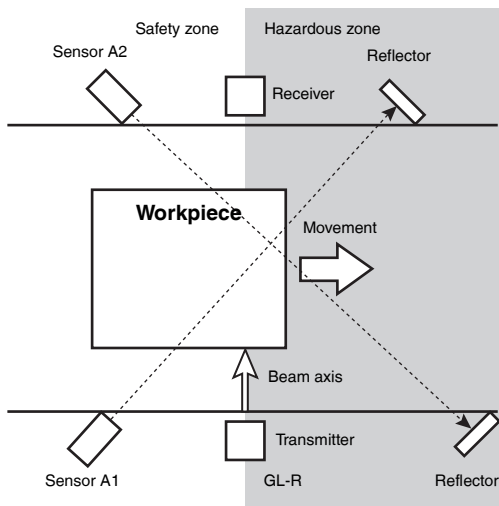 Safety zone
Hazardous zone
Sensor A2
Reflector
Receiver
Workpiece
Movement
Beam axis
Transmitter
Sensor A1
GL-R
Reflector